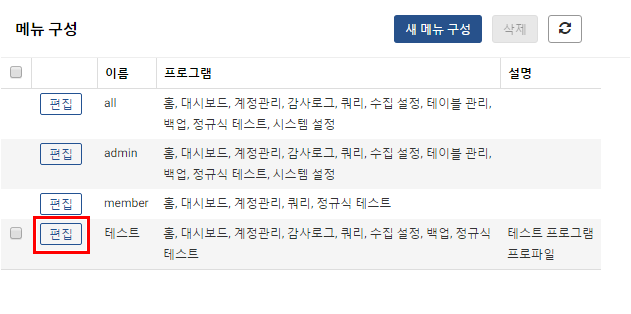 메뉴 구성
새 메뉴 구성 삭제
이름 프로그램 설명
편집 all 홈, 대시보드, 계정관리, 감사로그, 쿼리, 수집 설정, 테이블 관리,
백업, 정규식 테스트, 시스템 설정
편집 admin 홈, 대시보드, 계정관리, 감사로그, 쿼리, 수집 설정, 테이블 관리,
백업, 정규식 테스트, 시스템 설정
편집 member 홈, 대시보드, 계정관리, 쿼리, 정규식 테스트
편집 테스트 홈, 대시보드, 계정관리, 감사로그, 쿼리, 수집 설정, 백업, 정규식 테스트 프로그램
테스트 프로파일